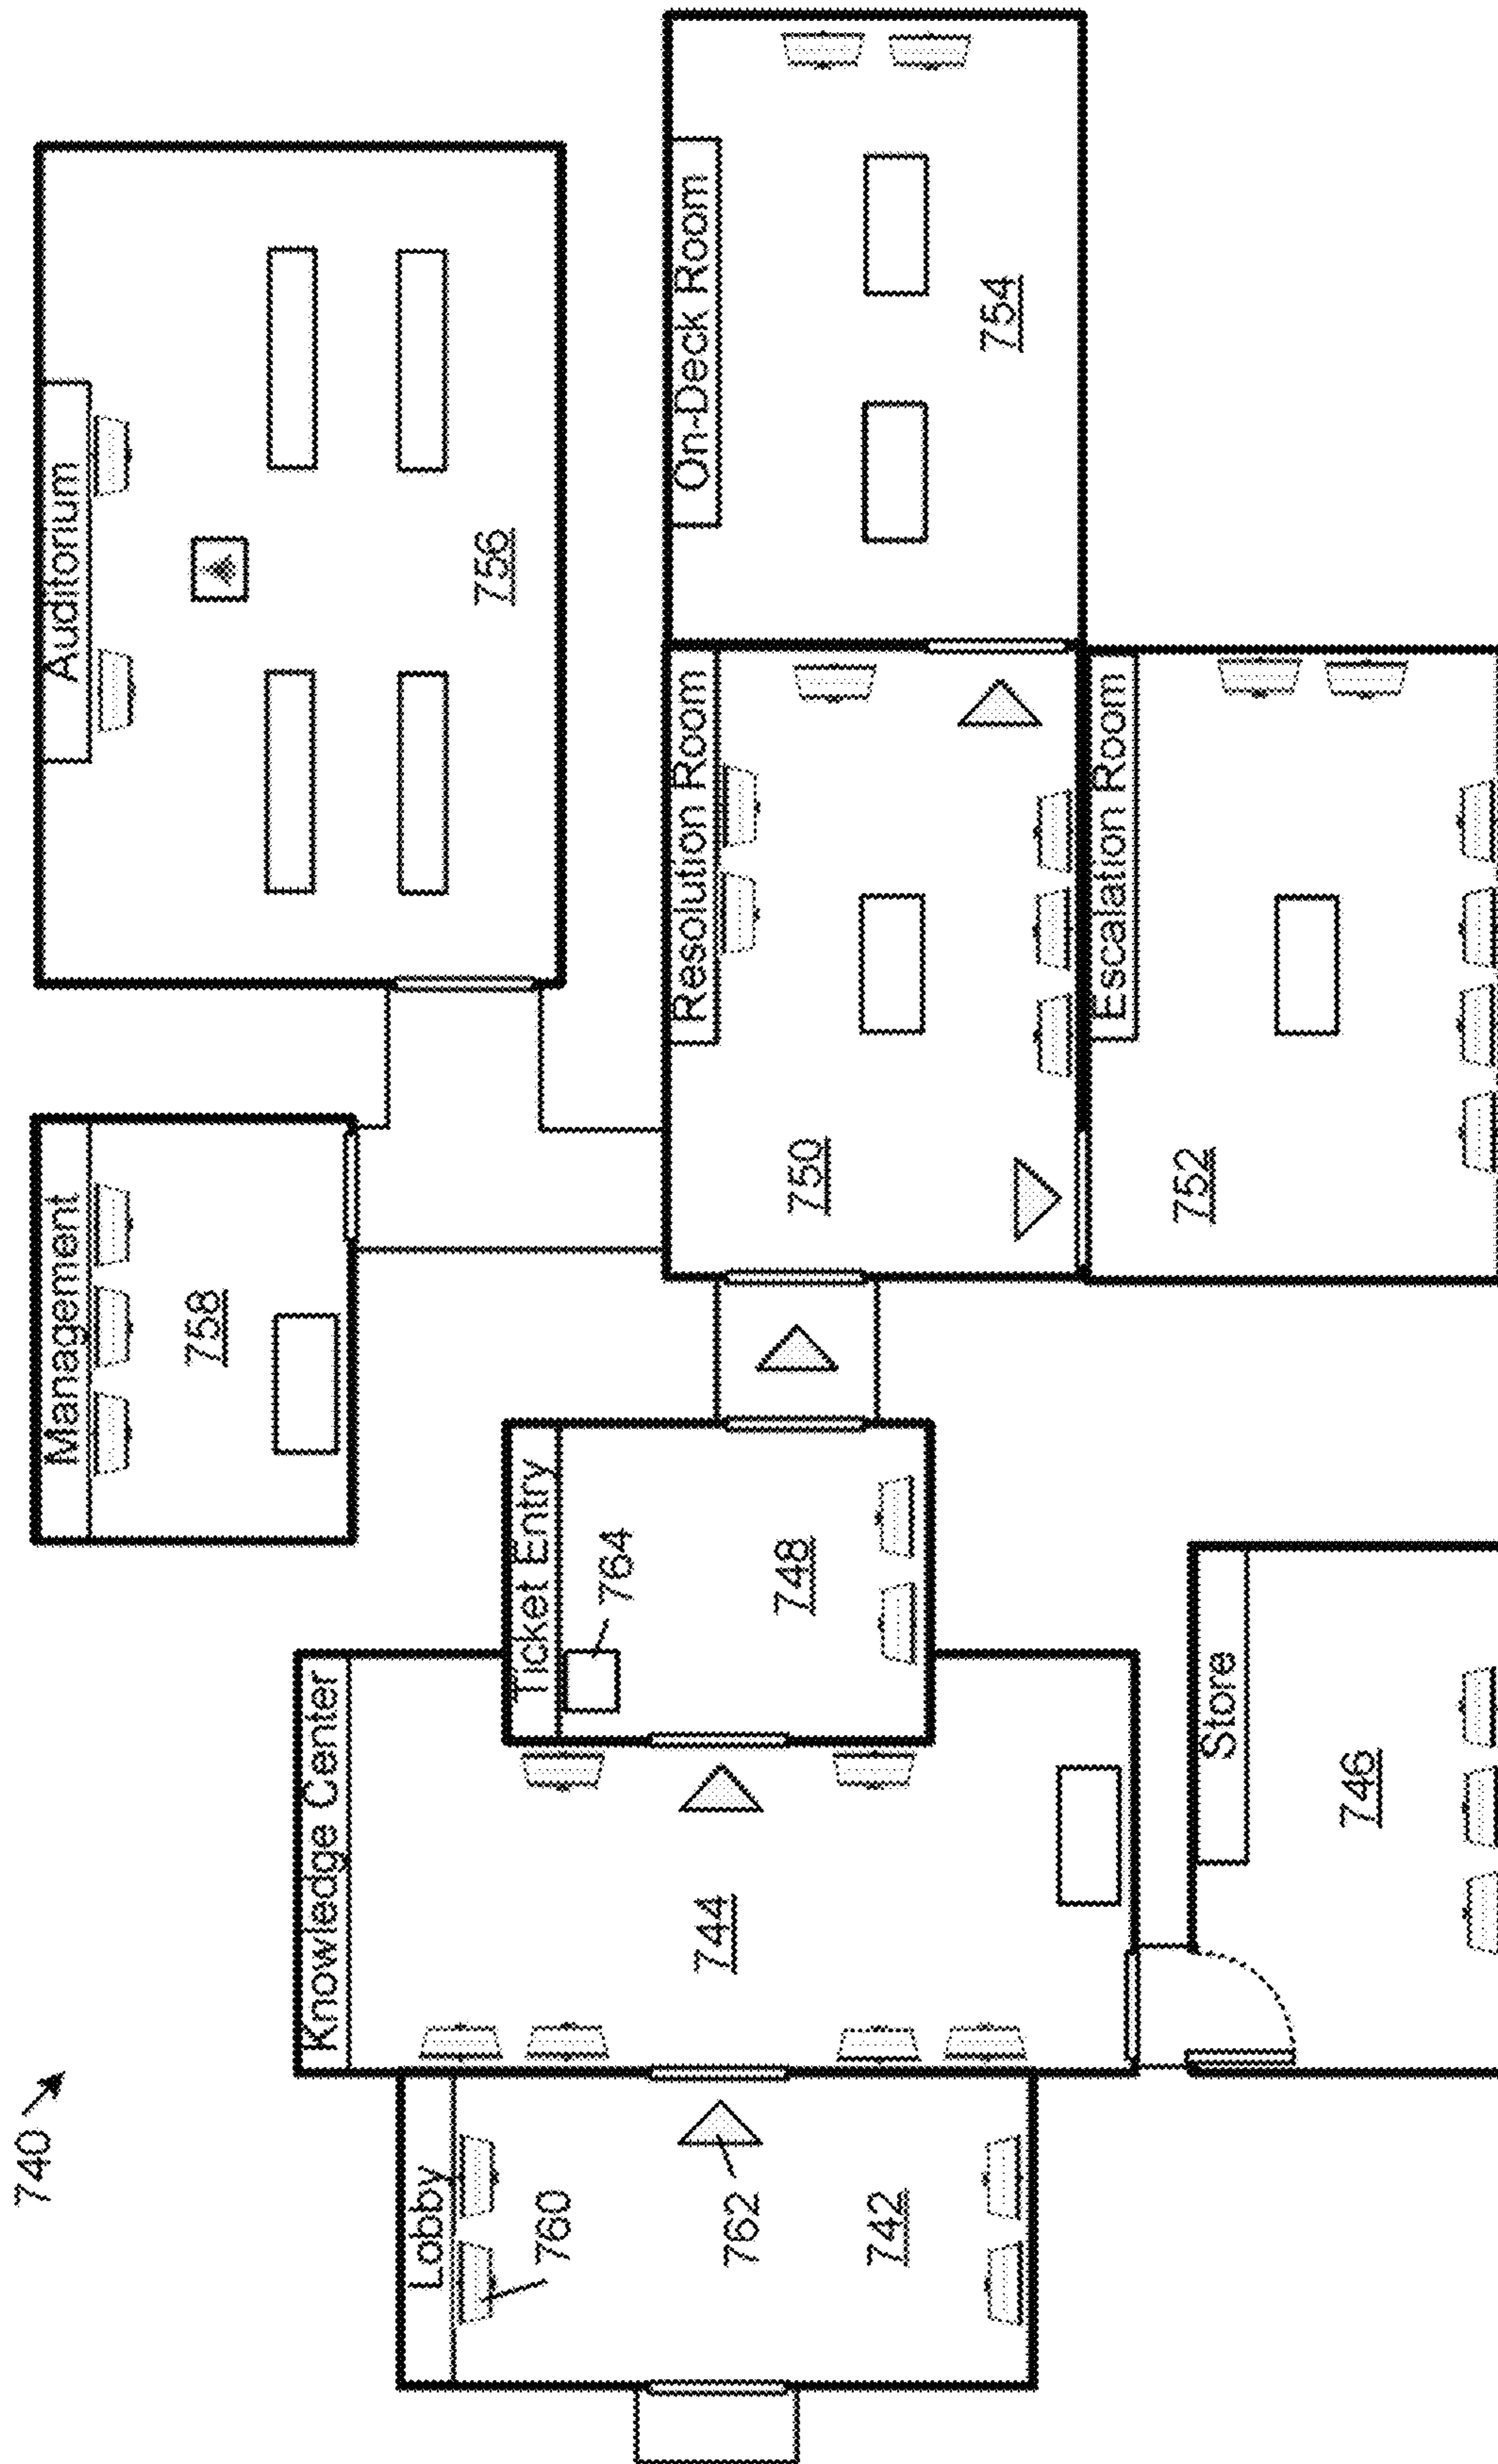 740
Lobby
760
762
742
Knowledge Center
744
Ticket Entry
764
748
Store
746
Management
758
Auditorium
756
Resolution Room
750
On-Deck Room
754
Escalation Room
752